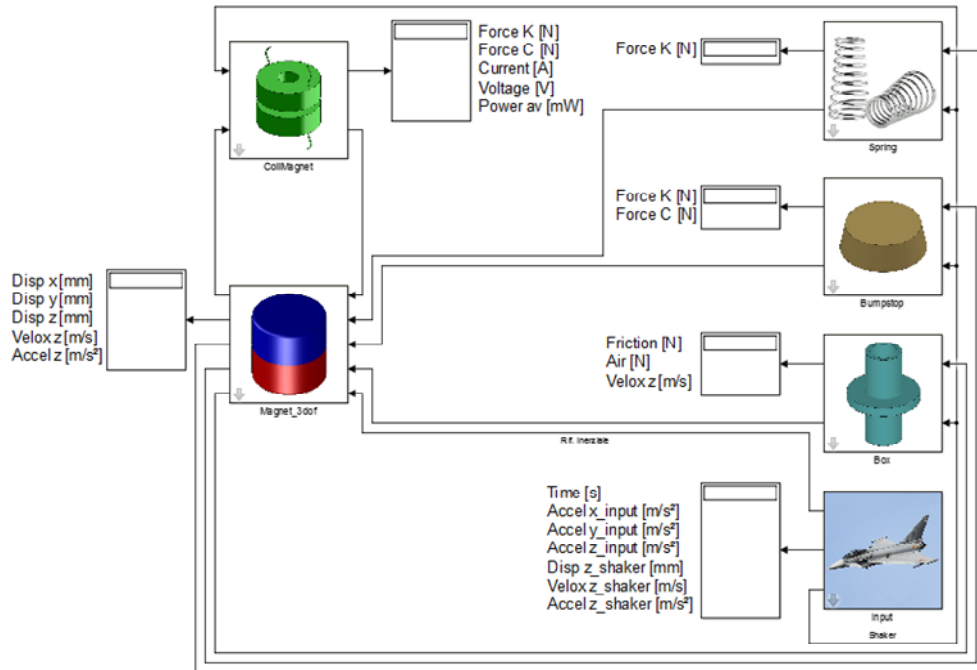 Force K [N]
Force C [N]
Current [A]
Voltage [V]
Power av [mW]
CoilMagnet
Force K [N]
Spring
Force K [N]
Force C [N]
Bumpstop
Disp x [mm]
Disp y [mm]
Disp z [mm]
Velox z [m/s]
Accel z [m/s²]
Magnet_3dof
Friction [N]
Air [N]
Velox z [m/s]
Box
Rif. Inerziale
Time [s]
Accel x_input [m/s²]
Accel y_input [m/s²]
Accel z_input [m/s²]
Disp z_shaker [mm]
Velox z_shaker [m/s]
Accel z_shaker [m/s²]
Input
Shaker